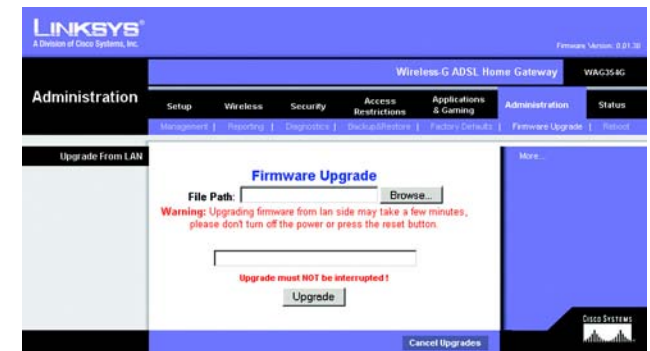 LINKSYS®
A Division of Cisco Systems, Inc.
Firmware Version: 0.01.38
Wireless-G ADSL Home Gateway WAG354G
Administration
Setup Wireless Security Access Restrictions Applications & Gaming Administration Status
Management | Reporting | Diagnostics | Backup&Restore | Factory Defaults | Firmware Upgrade | Reboot
Upgrade From LAN
More...
Firmware Upgrade
File Path: Browse...
Warning: Upgrading firmware from lan side may take a few minutes,
please don't turn off the power or press the reset button.
Upgrade must NOT be interrupted !
Upgrade
Cancel Upgrades
CISCO SYSTEMS